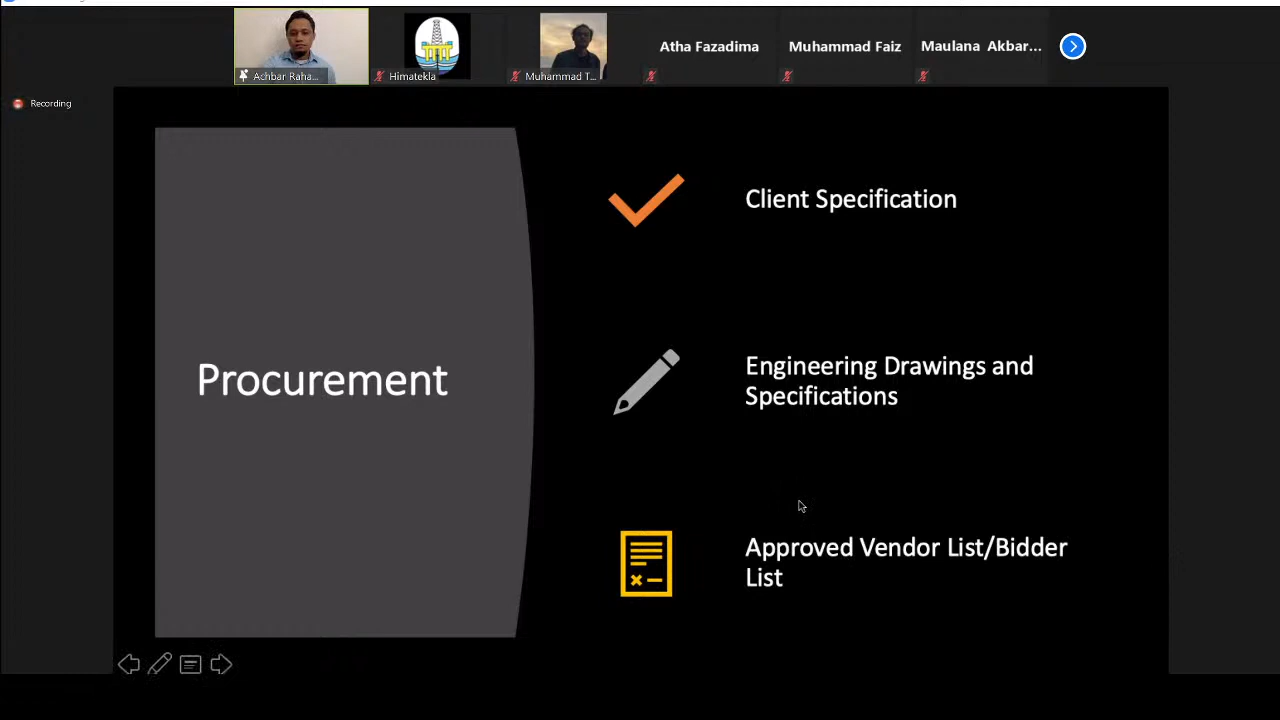 Achbar Raha...
Himatekla
Muhammad T...
Atha Fazadima
Muhammad Faiz
Maulana Akbar...
Recording
Procurement
Client Specification
Engineering Drawings and
Specifications
Approved Vendor List/Bidder
List